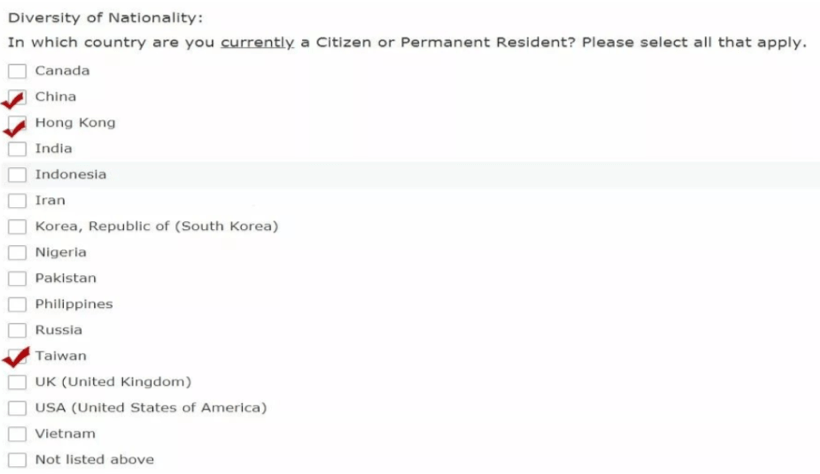 Diversity of Nationality:
In which country are you currently a Citizen or Permanent Resident? Please select all that apply.
Canada
China
Hong Kong
India
Indonesia
Iran
Korea, Republic of (South Korea)
Nigeria
Pakistan
Philippines
Russia
Taiwan
UK (United Kingdom)
USA (United States of America)
Vietnam
Not listed above